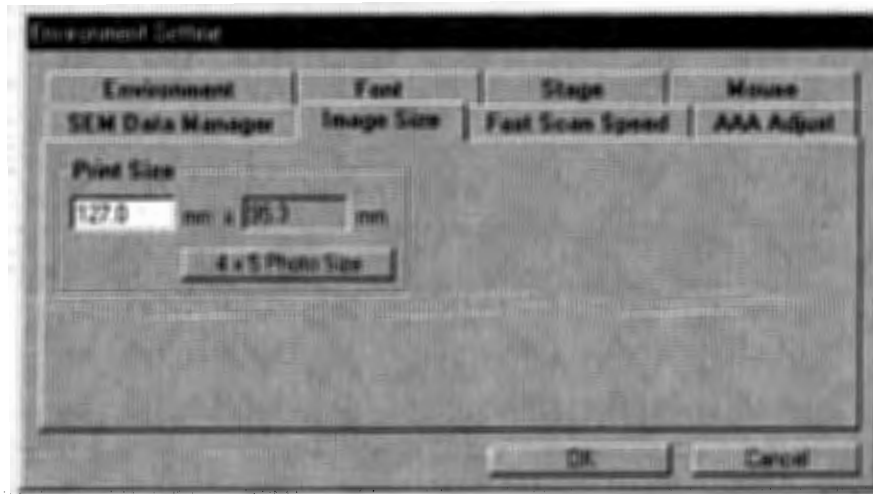 Environment Setting
Environment Font Stage Mouse
SEM Data Manager Image Size Fast Scan Speed AAA Adjust
Print Size
127.0 mm x 95.3 mm
4 x 5 Photo Size
OK Cancel